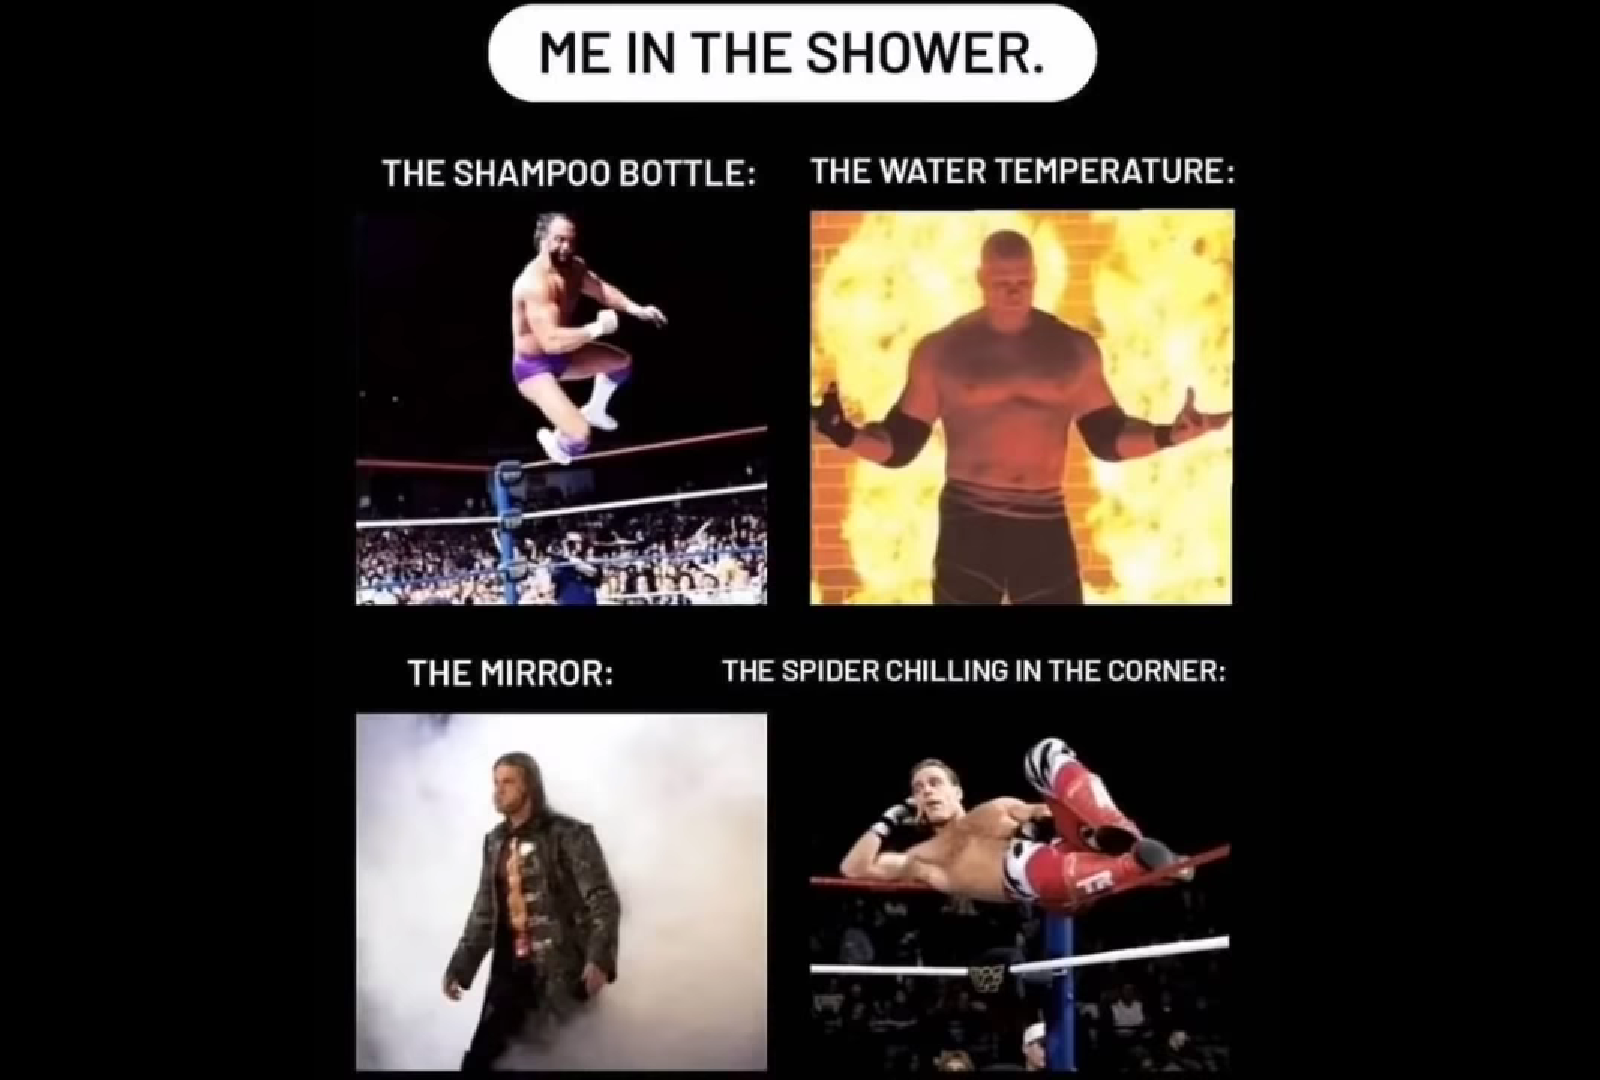 ME IN THE SHOWER.
THE SHAMPOO BOTTLE:
THE WATER TEMPERATURE:
THE MIRROR:
THE SPIDER CHILLING IN THE CORNER: